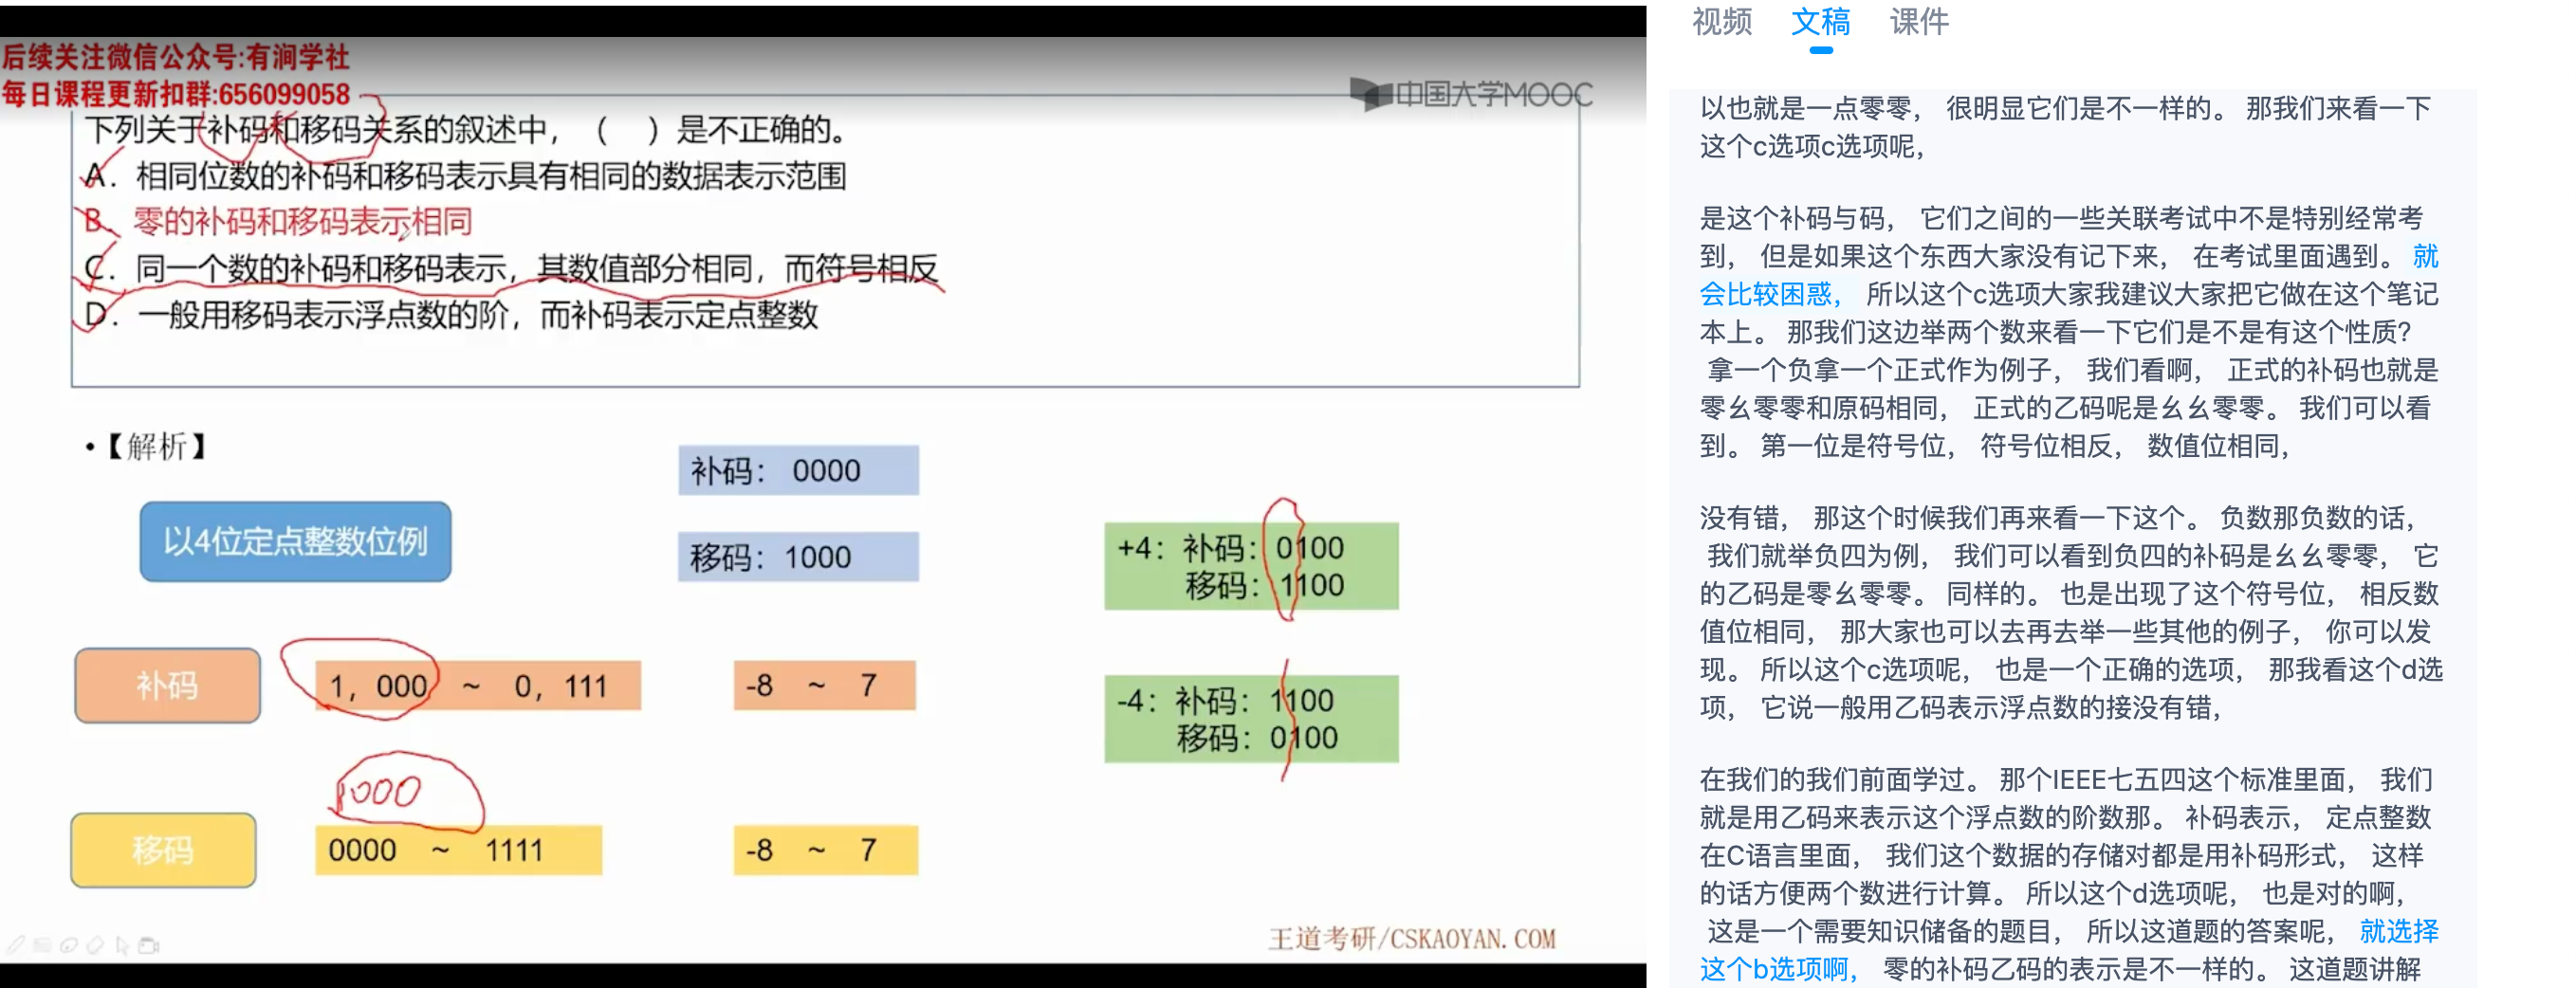 后续关注微信公众号:有涧学社
每日课程更新扣群:656099058
中国大学MOOC
下列关于补码和移码关系的叙述中，（　）是不正确的。
A．相同位数的补码和移码表示具有相同的数据表示范围
B、零的补码和移码表示相同
C．同一个数的补码和移码表示，其数值部分相同，而符号相反
D．一般用移码表示浮点数的阶，而补码表示定点整数
•【解析】
以4位定点整数位例
补码： 0000
移码：1000
+4：补码：0100
移码：1100
-4：补码：1100
移码：0100
补码
1，000 ～ 0，111
-8 ～ 7
1000
移码
0000 ～ 1111
-8 ～ 7
王道考研/CSKAOYAN.COM
视频 文稿 课件
以也就是一点零零， 很明显它们是不一样的。 那我们来看一下
这个c选项c选项呢，
是这个补码与码， 它们之间的一些关联考试中不是特别经常考
到， 但是如果这个东西大家没有记下来， 在考试里面遇到。 就
会比较困惑， 所以这个c选项大家我建议大家把它做在这个笔记
本上。 那我们这边举两个数来看一下它们是不是有这个性质？
拿一个负拿一个正式作为例子， 我们看啊， 正式的补码也就是
零幺零零和原码相同， 正式的乙码呢是幺幺零零。 我们可以看
到。 第一位是符号位， 符号位相反， 数值位相同，
没有错， 那这个时候我们再来看一下这个。 负数那负数的话，
我们就举负四为例， 我们可以看到负四的补码是幺幺零零， 它
的乙码是零幺零零。 同样的。 也是出现了这个符号位， 相反数
值位相同， 那大家也可以去再去举一些其他的例子， 你可以发
现。 所以这个c选项呢， 也是一个正确的选项， 那我看这个d选
项， 它说一般用乙码表示浮点数的接没有错，
在我们的我们前面学过。 那个IEEE七五四这个标准里面， 我们
就是用乙码来表示这个浮点数的阶数那。 补码表示， 定点整数
在C语言里面， 我们这个数据的存储对都是用补码形式， 这样
的话方便两个数进行计算。 所以这个d选项呢， 也是对的啊，
这是一个需要知识储备的题目， 所以这道题的答案呢， 就选择
这个b选项啊， 零的补码乙码的表示是不一样的。 这道题讲解